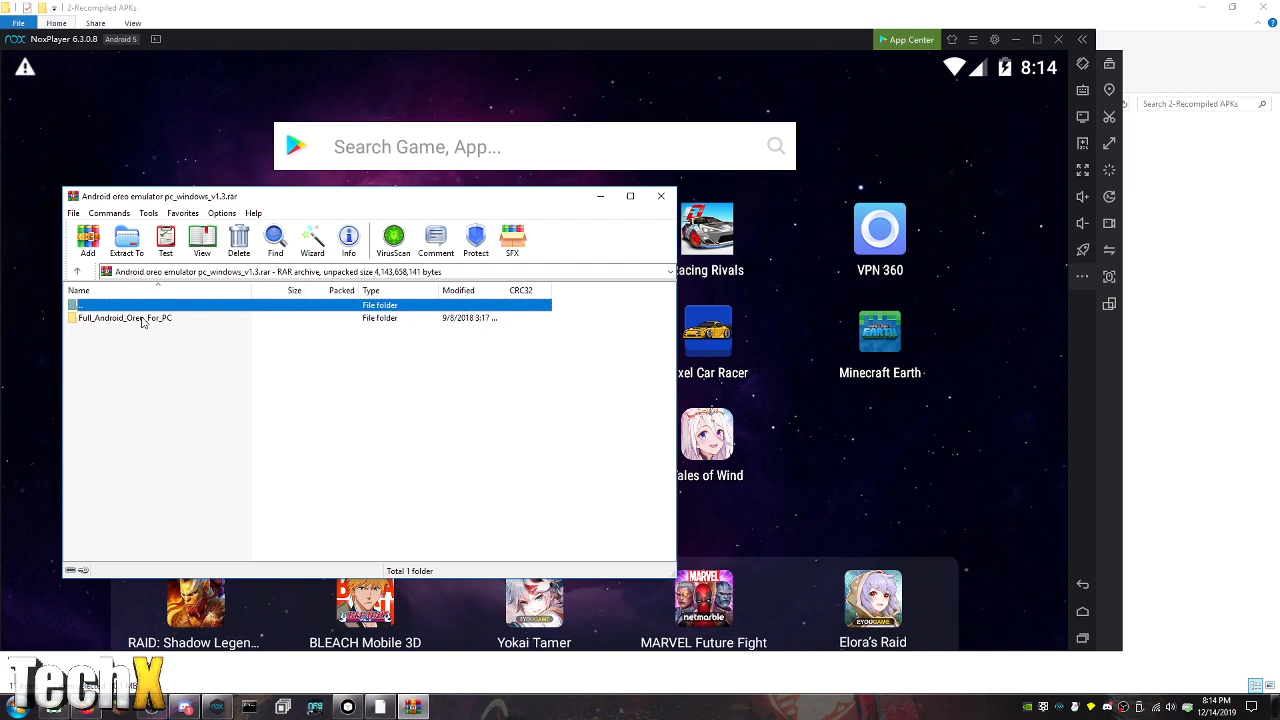 2-Recompiled APKs
File Home Share View
NOX NoxPlayer 6.3.0.8 Android 5
App Center
8:14
Search 2-Recompiled APKs
Search Game, App...
Android oreo emulator pc_windows_v1.3.rar
File Commands Tools Favorites Options Help
Add Extract To Test View Delete Find Wizard Info VirusScan Comment Protect SFX
Android oreo emulator pc_windows_v1.3.rar - RAR archive, unpacked size 4,143,658,141 bytes
Name Size Packed Type Modified CRC32
.. File folder
Full_Android_Oreo_For_PC File folder 9/8/2018 3:17 ...
Total 1 folder
acing Rivals
VPN 360
xel Car Racer
Minecraft Earth
Tales of Wind
RAID: Shadow Legen...
BLEACH Mobile 3D
Yokai Tamer
MARVEL Future Fight
Elora's Raid
MARVEL
netmarble
EYOUGAME
EYOUGAME
TechX
8:14 PM
12/14/2019